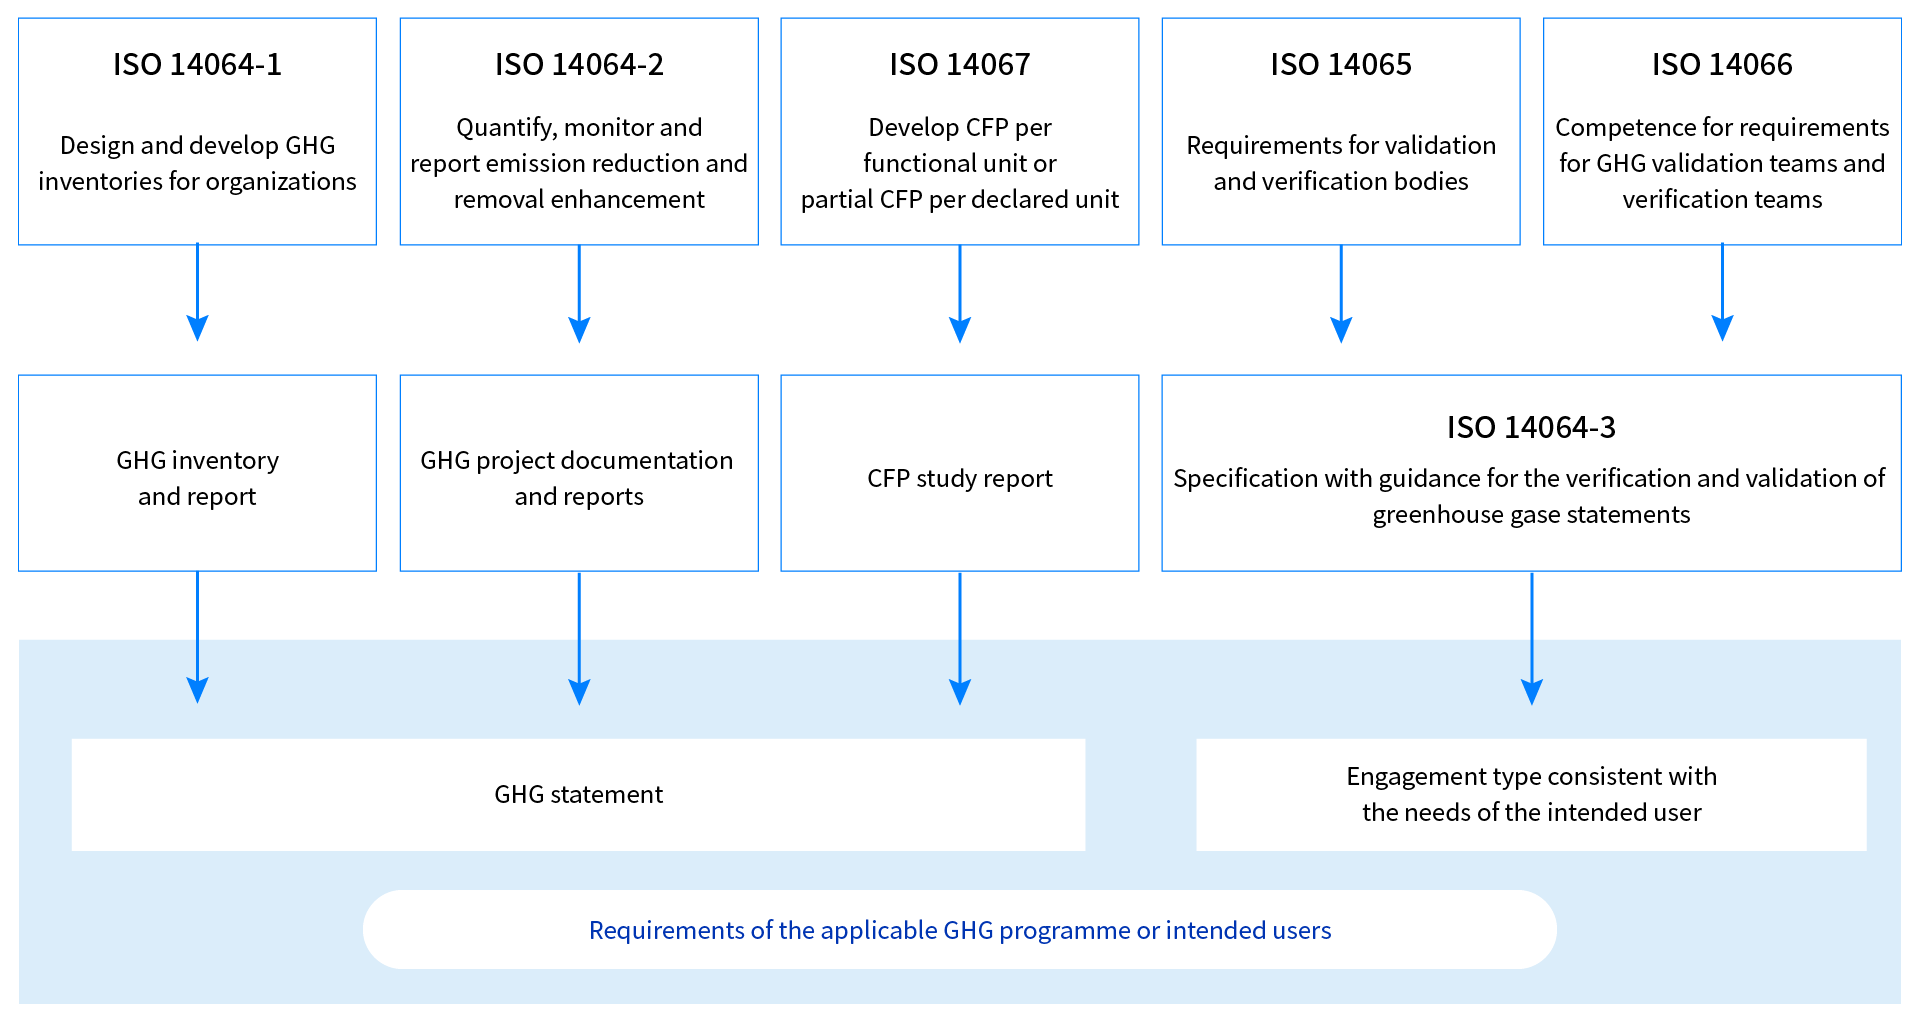 ISO 14064-1
Design and develop GHG
inventories for organizations
ISO 14064-2
Quantify, monitor and
report emission reduction and
removal enhancement
ISO 14067
Develop CFP per
functional unit or
partial CFP per declared unit
ISO 14065
Requirements for validation
and verification bodies
ISO 14066
Competence for requirements
for GHG validation teams and
verification teams
GHG inventory
and report
GHG project documentation
and reports
CFP study report
ISO 14064-3
Specification with guidance for the verification and validation of
greenhouse gase statements
GHG statement
Engagement type consistent with
the needs of the intended user
Requirements of the applicable GHG programme or intended users